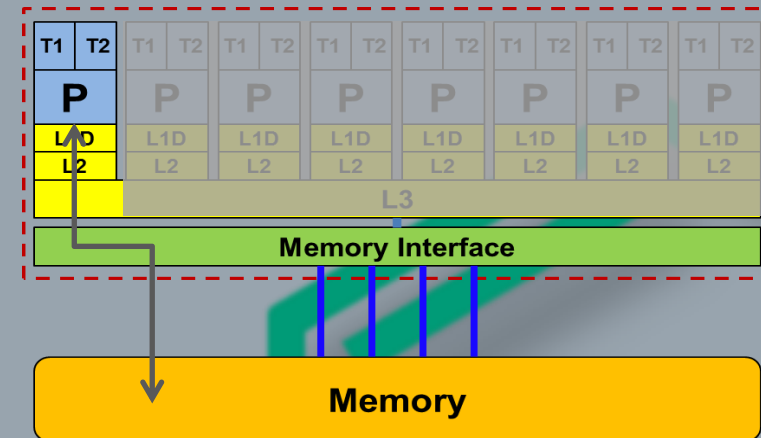 T1 T2 T1 T2 T1 T2 T1 T2 T1 T2 T1 T2 T1 T2 T1 T2
P P P P P P P P
L1D L1D L1D L1D L1D L1D L1D L1D
L2 L2 L2 L2 L2 L2 L2 L2
L3
Memory Interface
Memory